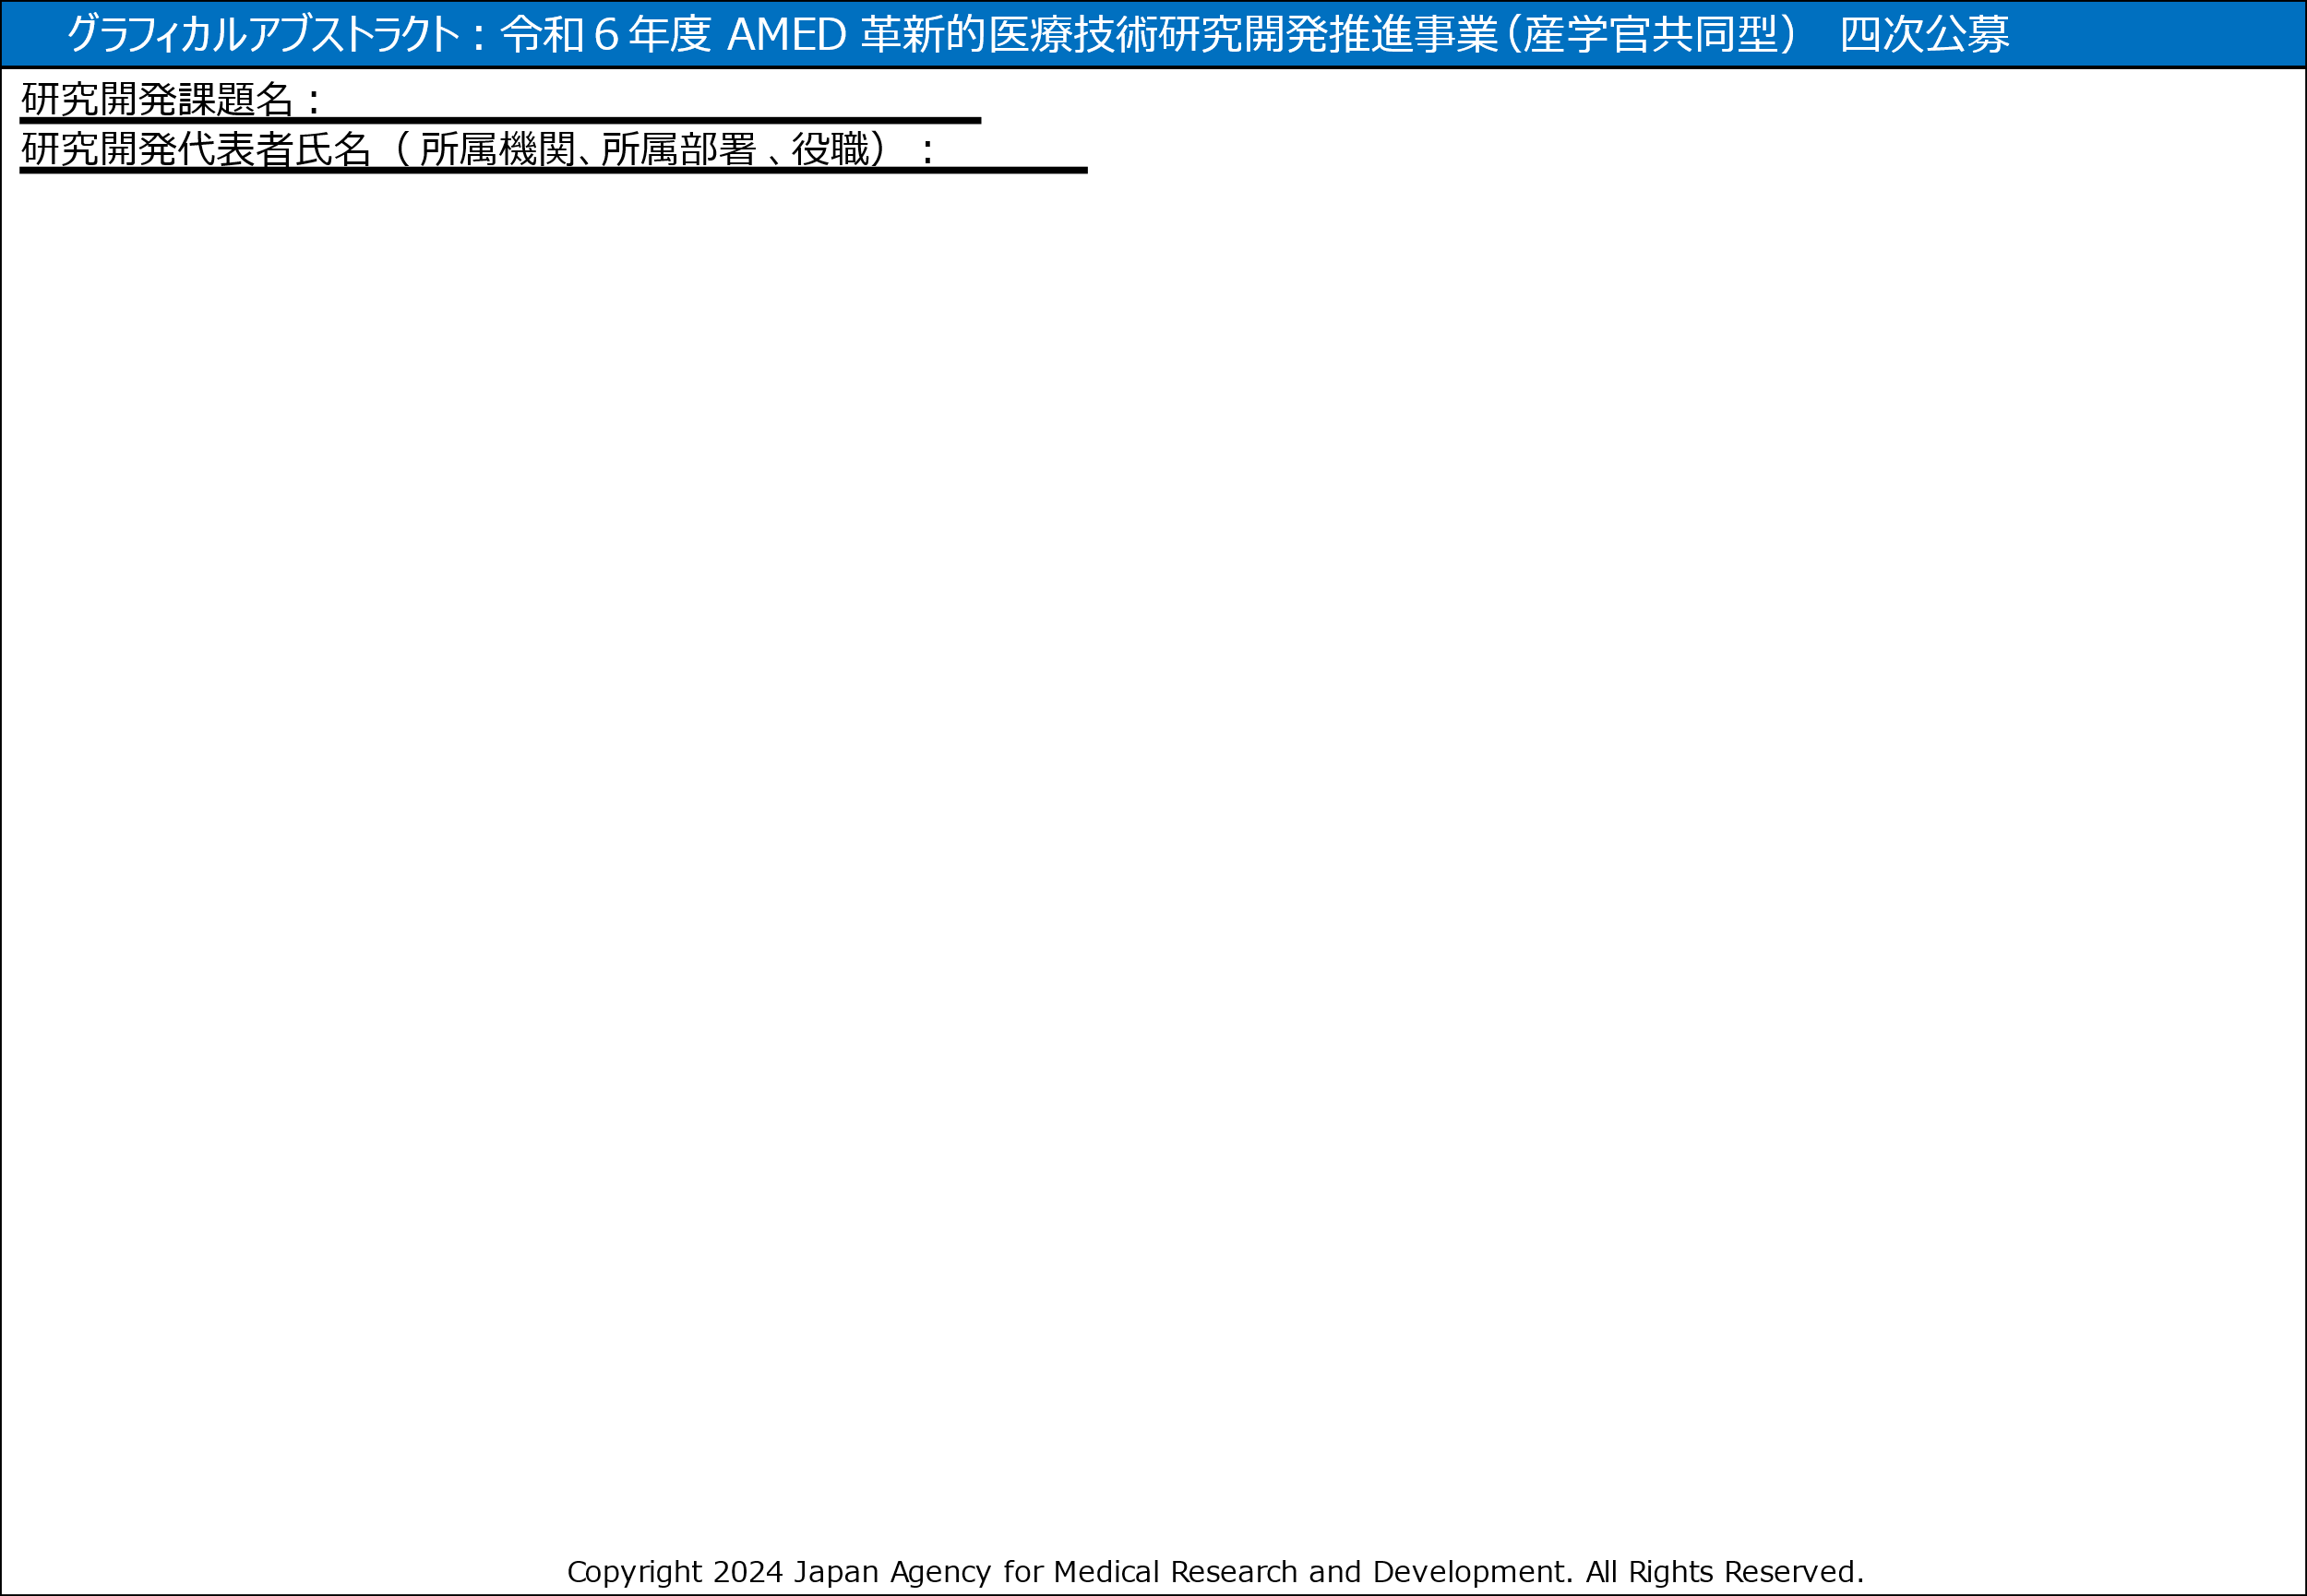 グラフィカルアブストラクト：令和６年度 AMED 革新的医療技術研究開発推進事業（産学官共同型）　四次公募
研究開発課題名：
研究開発代表者氏名（所属機関、所属部署、役職）：
Copyright 2024 Japan Agency for Medical Research and Development. All Rights Reserved.